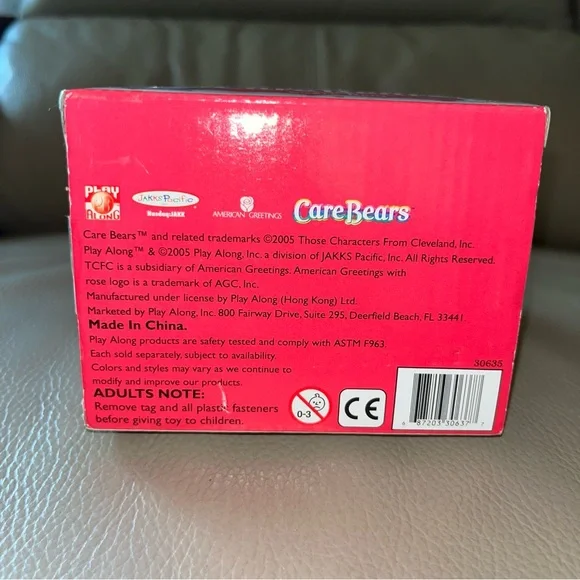 PLAY ALONG
JAKKS Pacific
AMERICAN GREETINGS
Care Bears™
Care Bears™ and related trademarks ©2005 Those Characters From Cleveland, Inc.
Play Along™ & ©2005 Play Along, Inc. a division of JAKKS Pacific, Inc. All Rights Reserved.
TCFC is a subsidiary of American Greetings. American Greetings with
rose logo is a trademark of AGC, Inc.
Manufactured under license by Play Along (Hong Kong) Ltd.
Marketed by Play Along, Inc. 800 Fairway Drive, Suite 295, Deerfield Beach, FL 33441.
Made In China.
Play Along products are safety tested and comply with ASTM F963.
Each sold separately, subject to availability.
Colors and styles may vary as we continue to
modify and improve our products.
ADULTS NOTE:
Remove tag and all plastic fasteners
before giving toy to children.
0-3
CE
30635
6 87203 30637 7